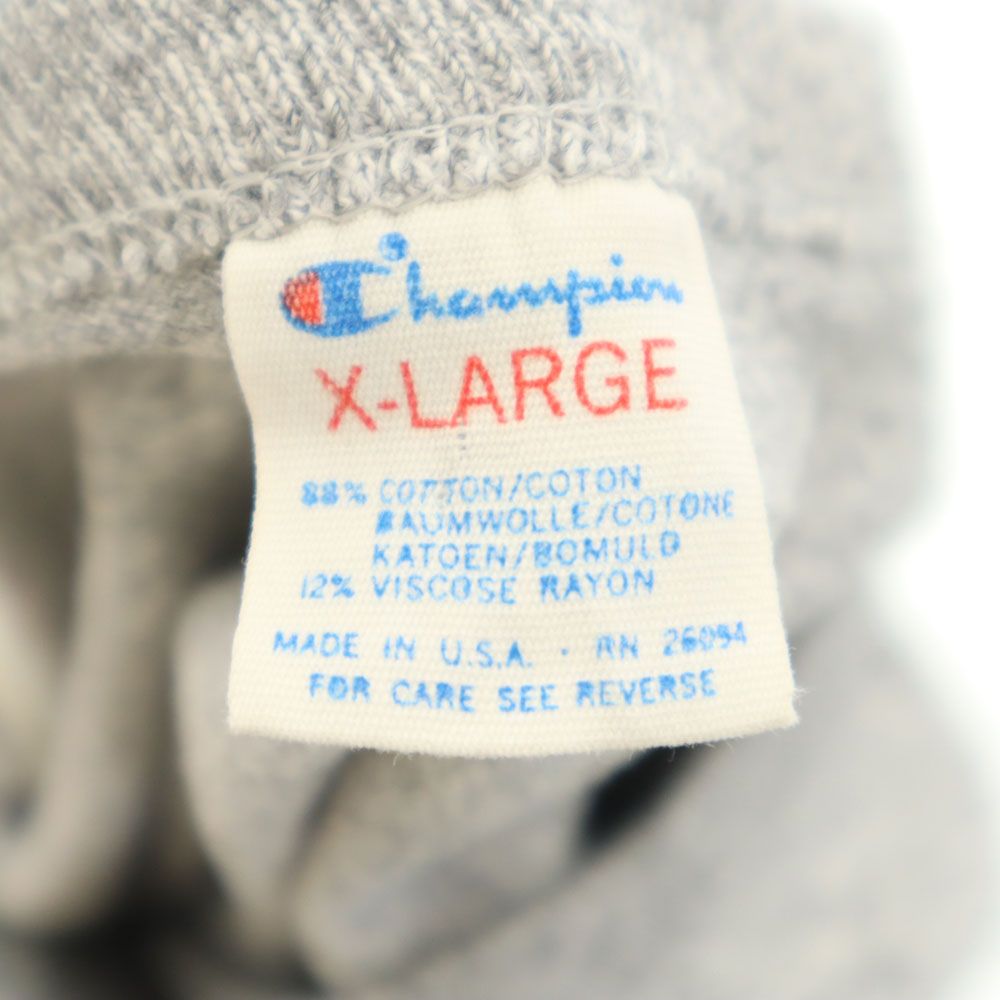 Champion®
X-LARGE
88% COTTON/COTON
BAUMWOLLE/COTONE
KATOEN/BOMULD
12% VISCOSE RAYON
MADE IN U.S.A. · RN 26094
FOR CARE SEE REVERSE